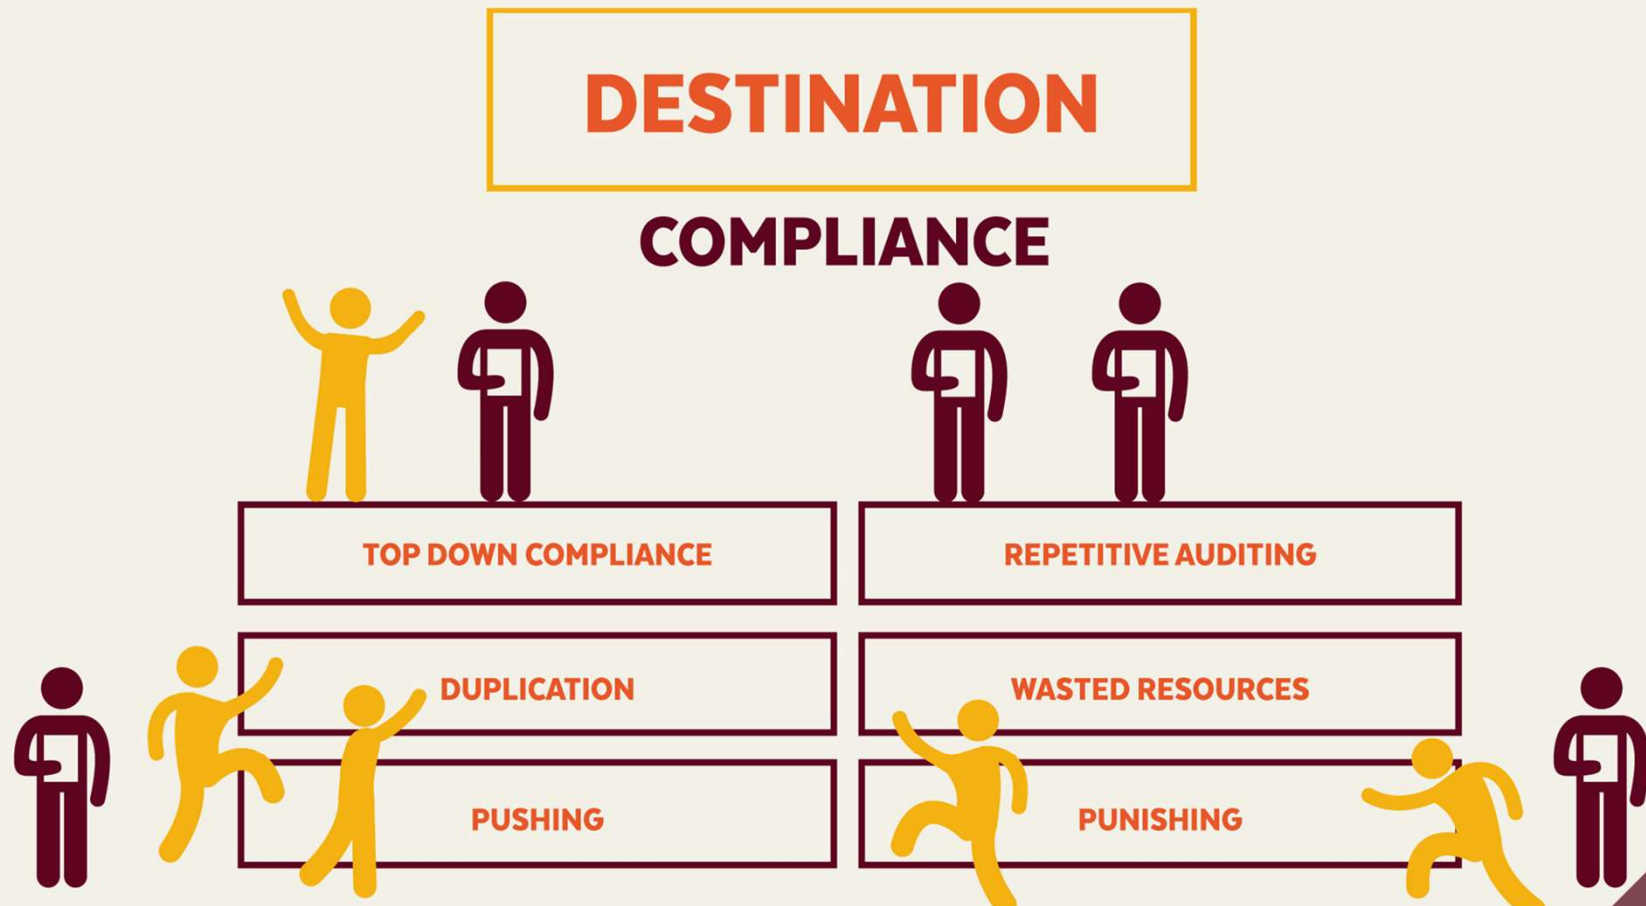 DESTINATION
COMPLIANCE
TOP DOWN COMPLIANCE
REPETITIVE AUDITING
DUPLICATION
WASTED RESOURCES
PUSHING
PUNISHING